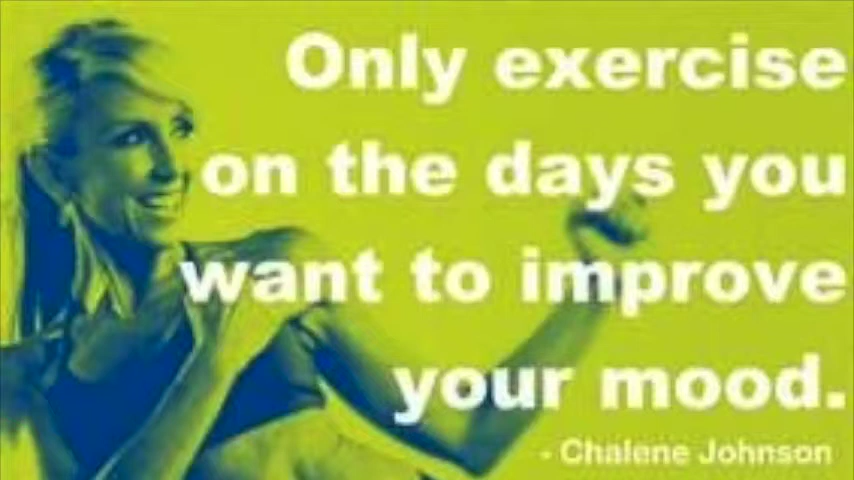 Only exercise
on the days you
want to improve
your mood.
- Chalene Johnson